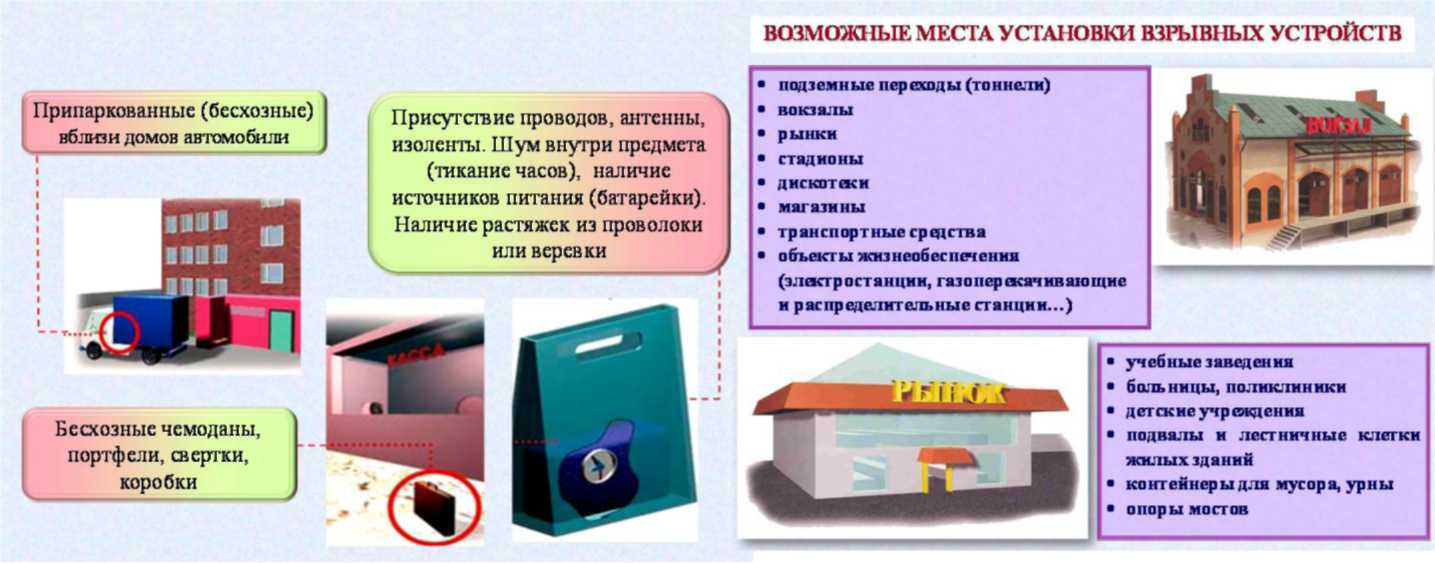 Припаркованные (бесхозные)
вблизи домов автомобили
Присутствие проводов, антенны,
изоленты. Шум внутри предмета
(тикание часов), наличие
источников питания (батарейки).
Наличие растяжек из проволоки
или веревки
КАССА
Бесхозные чемоданы,
портфели, свертки,
коробки
ВОЗМОЖНЫЕ МЕСТА УСТАНОВКИ ВЗРЫВНЫХ УСТРОЙСТВ
• подземные переходы (тоннели)
• вокзалы
• рынки
• стадионы
• дискотеки
• магазины
• транспортные средства
• объекты жизнеобеспечения
(электростанции, газоперекачивающие
и распределительные станции...)
ВОКЗАЛ
РЫНОК
• учебные заведения
• больницы, поликлиники
• детские учреждения
• подвалы и лестничные клетки
жилых зданий
• контейнеры для мусора, урны
• опоры мостов